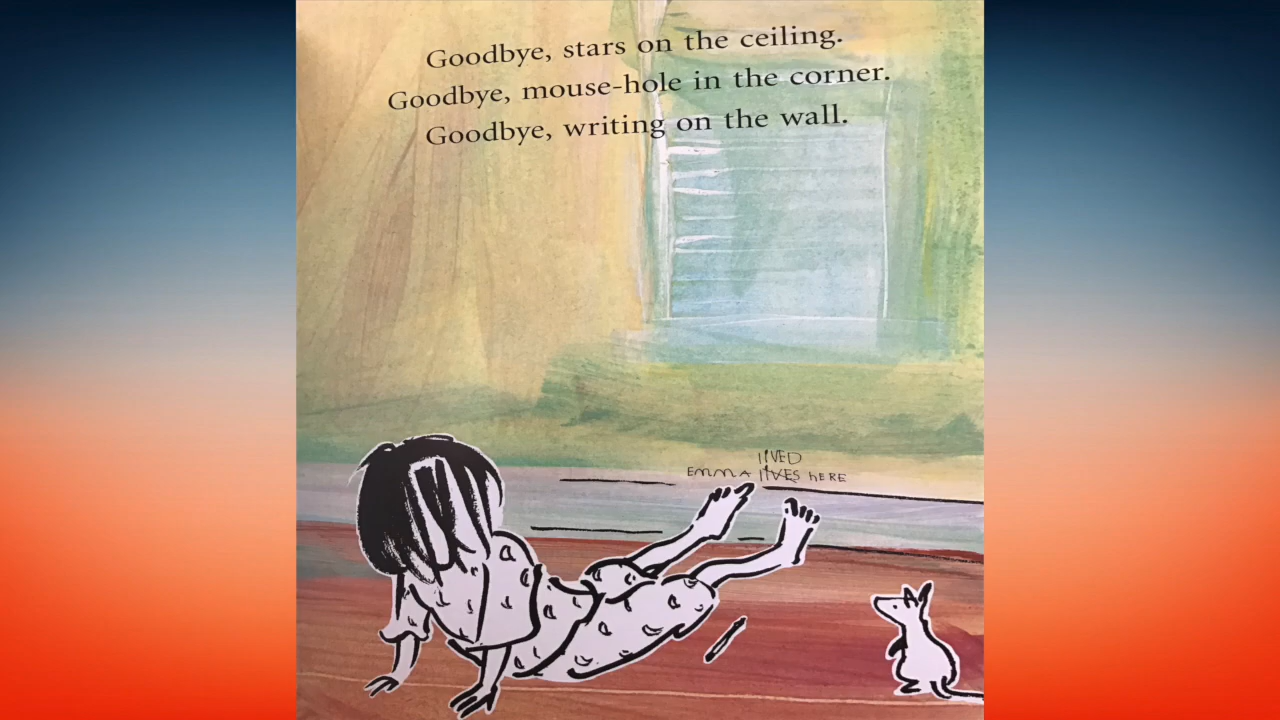 Goodbye, stars on the ceiling.
Goodbye, mouse-hole in the corner.
Goodbye, writing on the wall.
LIVED
EMMA LIVES HERE